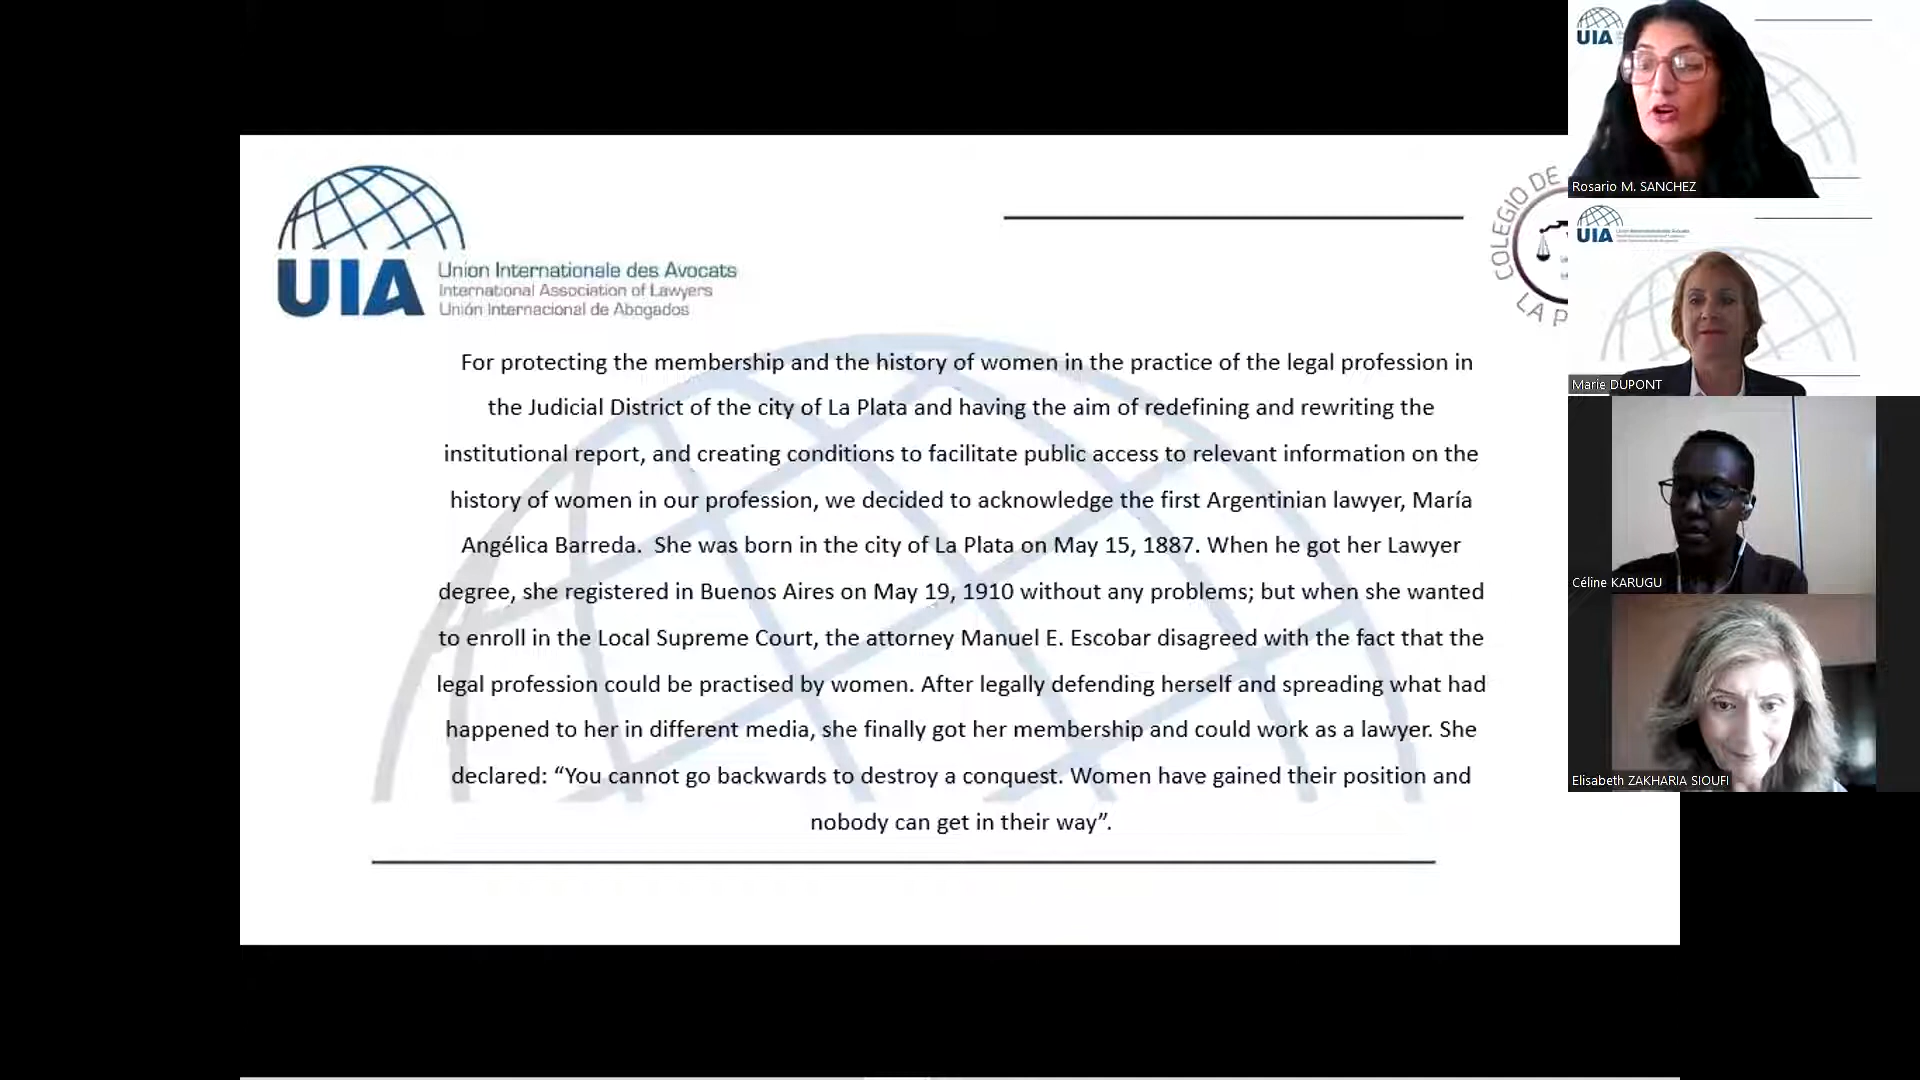 UIA
Union Internationale des Avocats
International Association of Lawyers
Unión Internacional de Abogados
COLEGIO DE
LA P
For protecting the membership and the history of women in the practice of the legal profession in
the Judicial District of the city of La Plata and having the aim of redefining and rewriting the
institutional report, and creating conditions to facilitate public access to relevant information on the
history of women in our profession, we decided to acknowledge the first Argentinian lawyer, María
Angélica Barreda.  She was born in the city of La Plata on May 15, 1887. When he got her Lawyer
degree, she registered in Buenos Aires on May 19, 1910 without any problems; but when she wanted
to enroll in the Local Supreme Court, the attorney Manuel E. Escobar disagreed with the fact that the
legal profession could be practised by women. After legally defending herself and spreading what had
happened to her in different media, she finally got her membership and could work as a lawyer. She
declared: “You cannot go backwards to destroy a conquest. Women have gained their position and
nobody can get in their way”.
UIA
Rosario M. SANCHEZ
UIA
Marie DUPONT
Céline KARUGU
Elisabeth ZAKHARIA SIOUFI